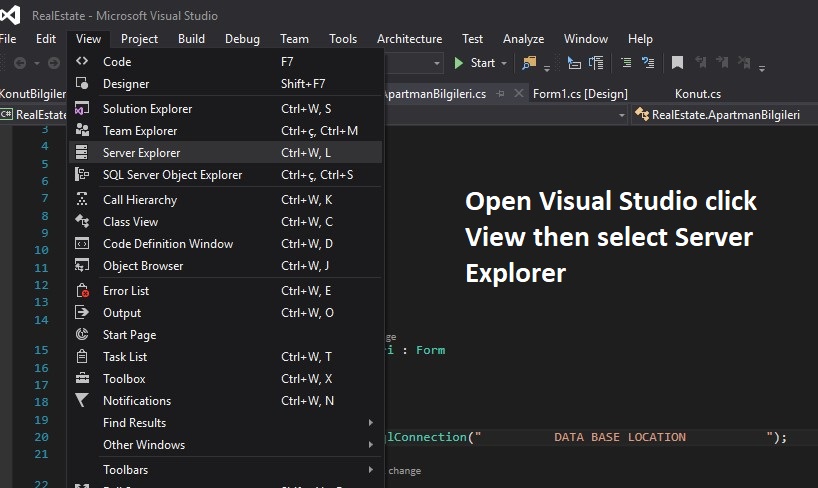 RealEstate - Microsoft Visual Studio
File Edit View Project Build Debug Team Tools Architecture Test Analyze Window Help
Start
KonutBilgiler ApartmanBilgileri.cs Form1.cs [Design] Konut.cs
C# RealEstate RealEstate.ApartmanBilgileri
Code F7
Designer Shift+F7
Solution Explorer Ctrl+W, S
Team Explorer Ctrl+ç, Ctrl+M
Server Explorer Ctrl+W, L
SQL Server Object Explorer Ctrl+ç, Ctrl+S
Call Hierarchy Ctrl+W, K
Class View Ctrl+W, C
Code Definition Window Ctrl+W, D
Object Browser Ctrl+W, J
Error List Ctrl+W, E
Output Ctrl+W, O
Start Page
Task List Ctrl+W, T
Toolbox Ctrl+W, X
Notifications Ctrl+W, N
Find Results
Other Windows
Toolbars
3
4
5
6
7
8
9
10
11
12
13
14
15
16
17
18
19
20
21
22
Open Visual Studio click
View then select Server
Explorer
ge
ri : Form
qlConnection(" DATA BASE LOCATION ");
change